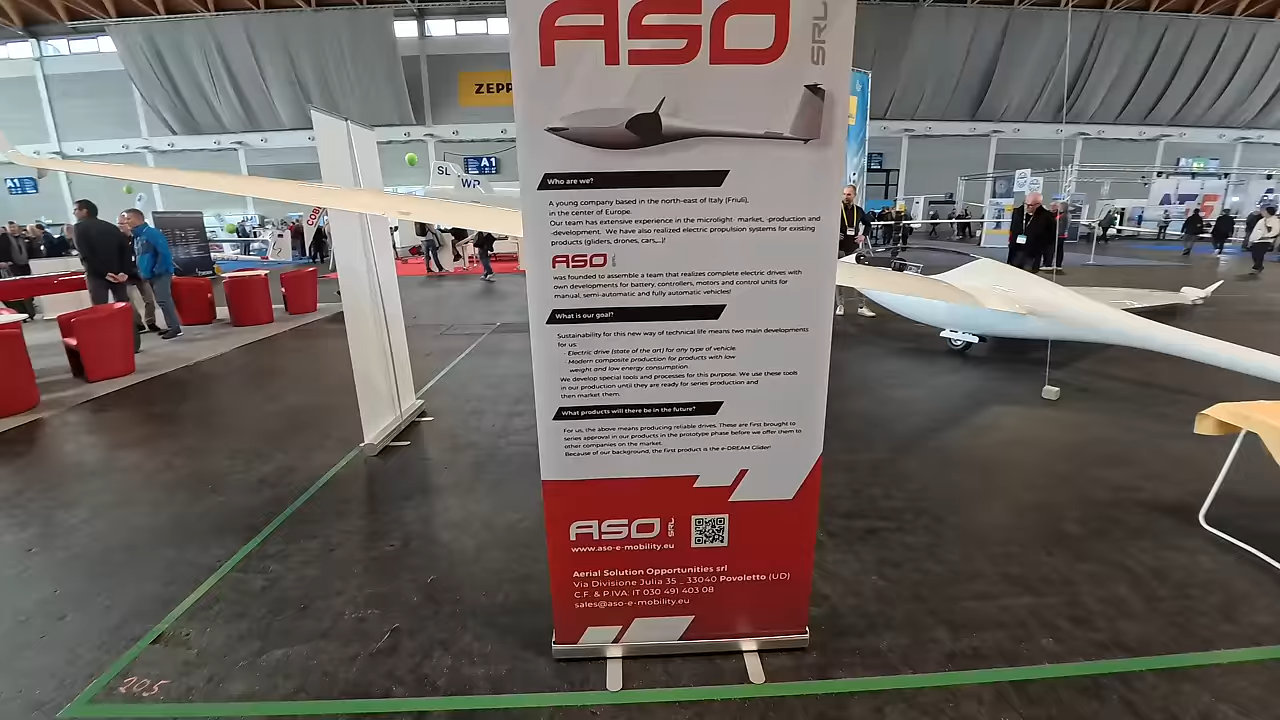 ASO SRL
ZEPP
A1
SL
WP
A1
COBL
Who are we?
A young company based in the north-east of Italy (Friuli),
in the center of Europe.
Our team has extensive experience in the microlight- market, -production and
-development. We have also realized electric propulsion systems for existing
products (gliders, drones, cars,...)!
ASO SRL
was founded to assemble a team that realizes complete electric drives with
own developments for battery, controllers, motors and control units for
manual, semi-automatic and fully automatic vehicles!
What is our goal?
Sustainability for this new way of technical life means two main developments
for us:
- Electric drive (state of the art) for any type of vehicle.
- Modern composite production for products with low
weight and low energy consumption.
We develop special tools and processes for this purpose. We use these tools
in our production until they are ready for series production and
then market them.
What products will there be in the future?
For us, the above means producing reliable drives. These are first brought to
series approval in our products in the prototype phase before we offer them to
other companies on the market.
Because of our background, the first product is the e-DREAM Glider!
ASO SRL
www.aso-e-mobility.eu
Aerial Solution Opportunities srl
Via Divisione Julia 35 _ 33040 Povoletto (UD)
C.F. & P.IVA: IT 030 491 403 08
sales@aso-e-mobility.eu
205